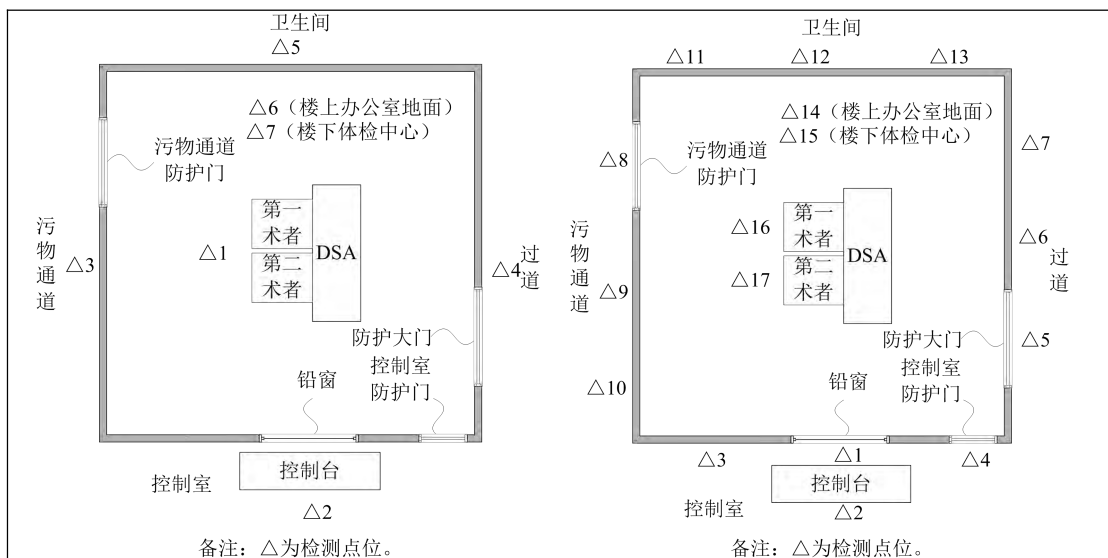 卫生间
△5
△6（楼上办公室地面）
△7（楼下体检中心）
污物通道
防护门
第一
术者
第二
术者
DSA
△1
污物通道
△3
△4
过道
防护大门
控制室
防护门
铅窗
控制台
控制室
△2
备注：△为检测点位。
卫生间
△11
△12
△13
△14（楼上办公室地面）
△15（楼下体检中心）
△7
△8
污物通道
防护门
第一
术者
第二
术者
DSA
△16
△17
△6
过道
污物通道
△9
防护大门
△5
控制室
防护门
铅窗
△10
△3
△1
△4
控制台
控制室
△2
备注：△为检测点位。